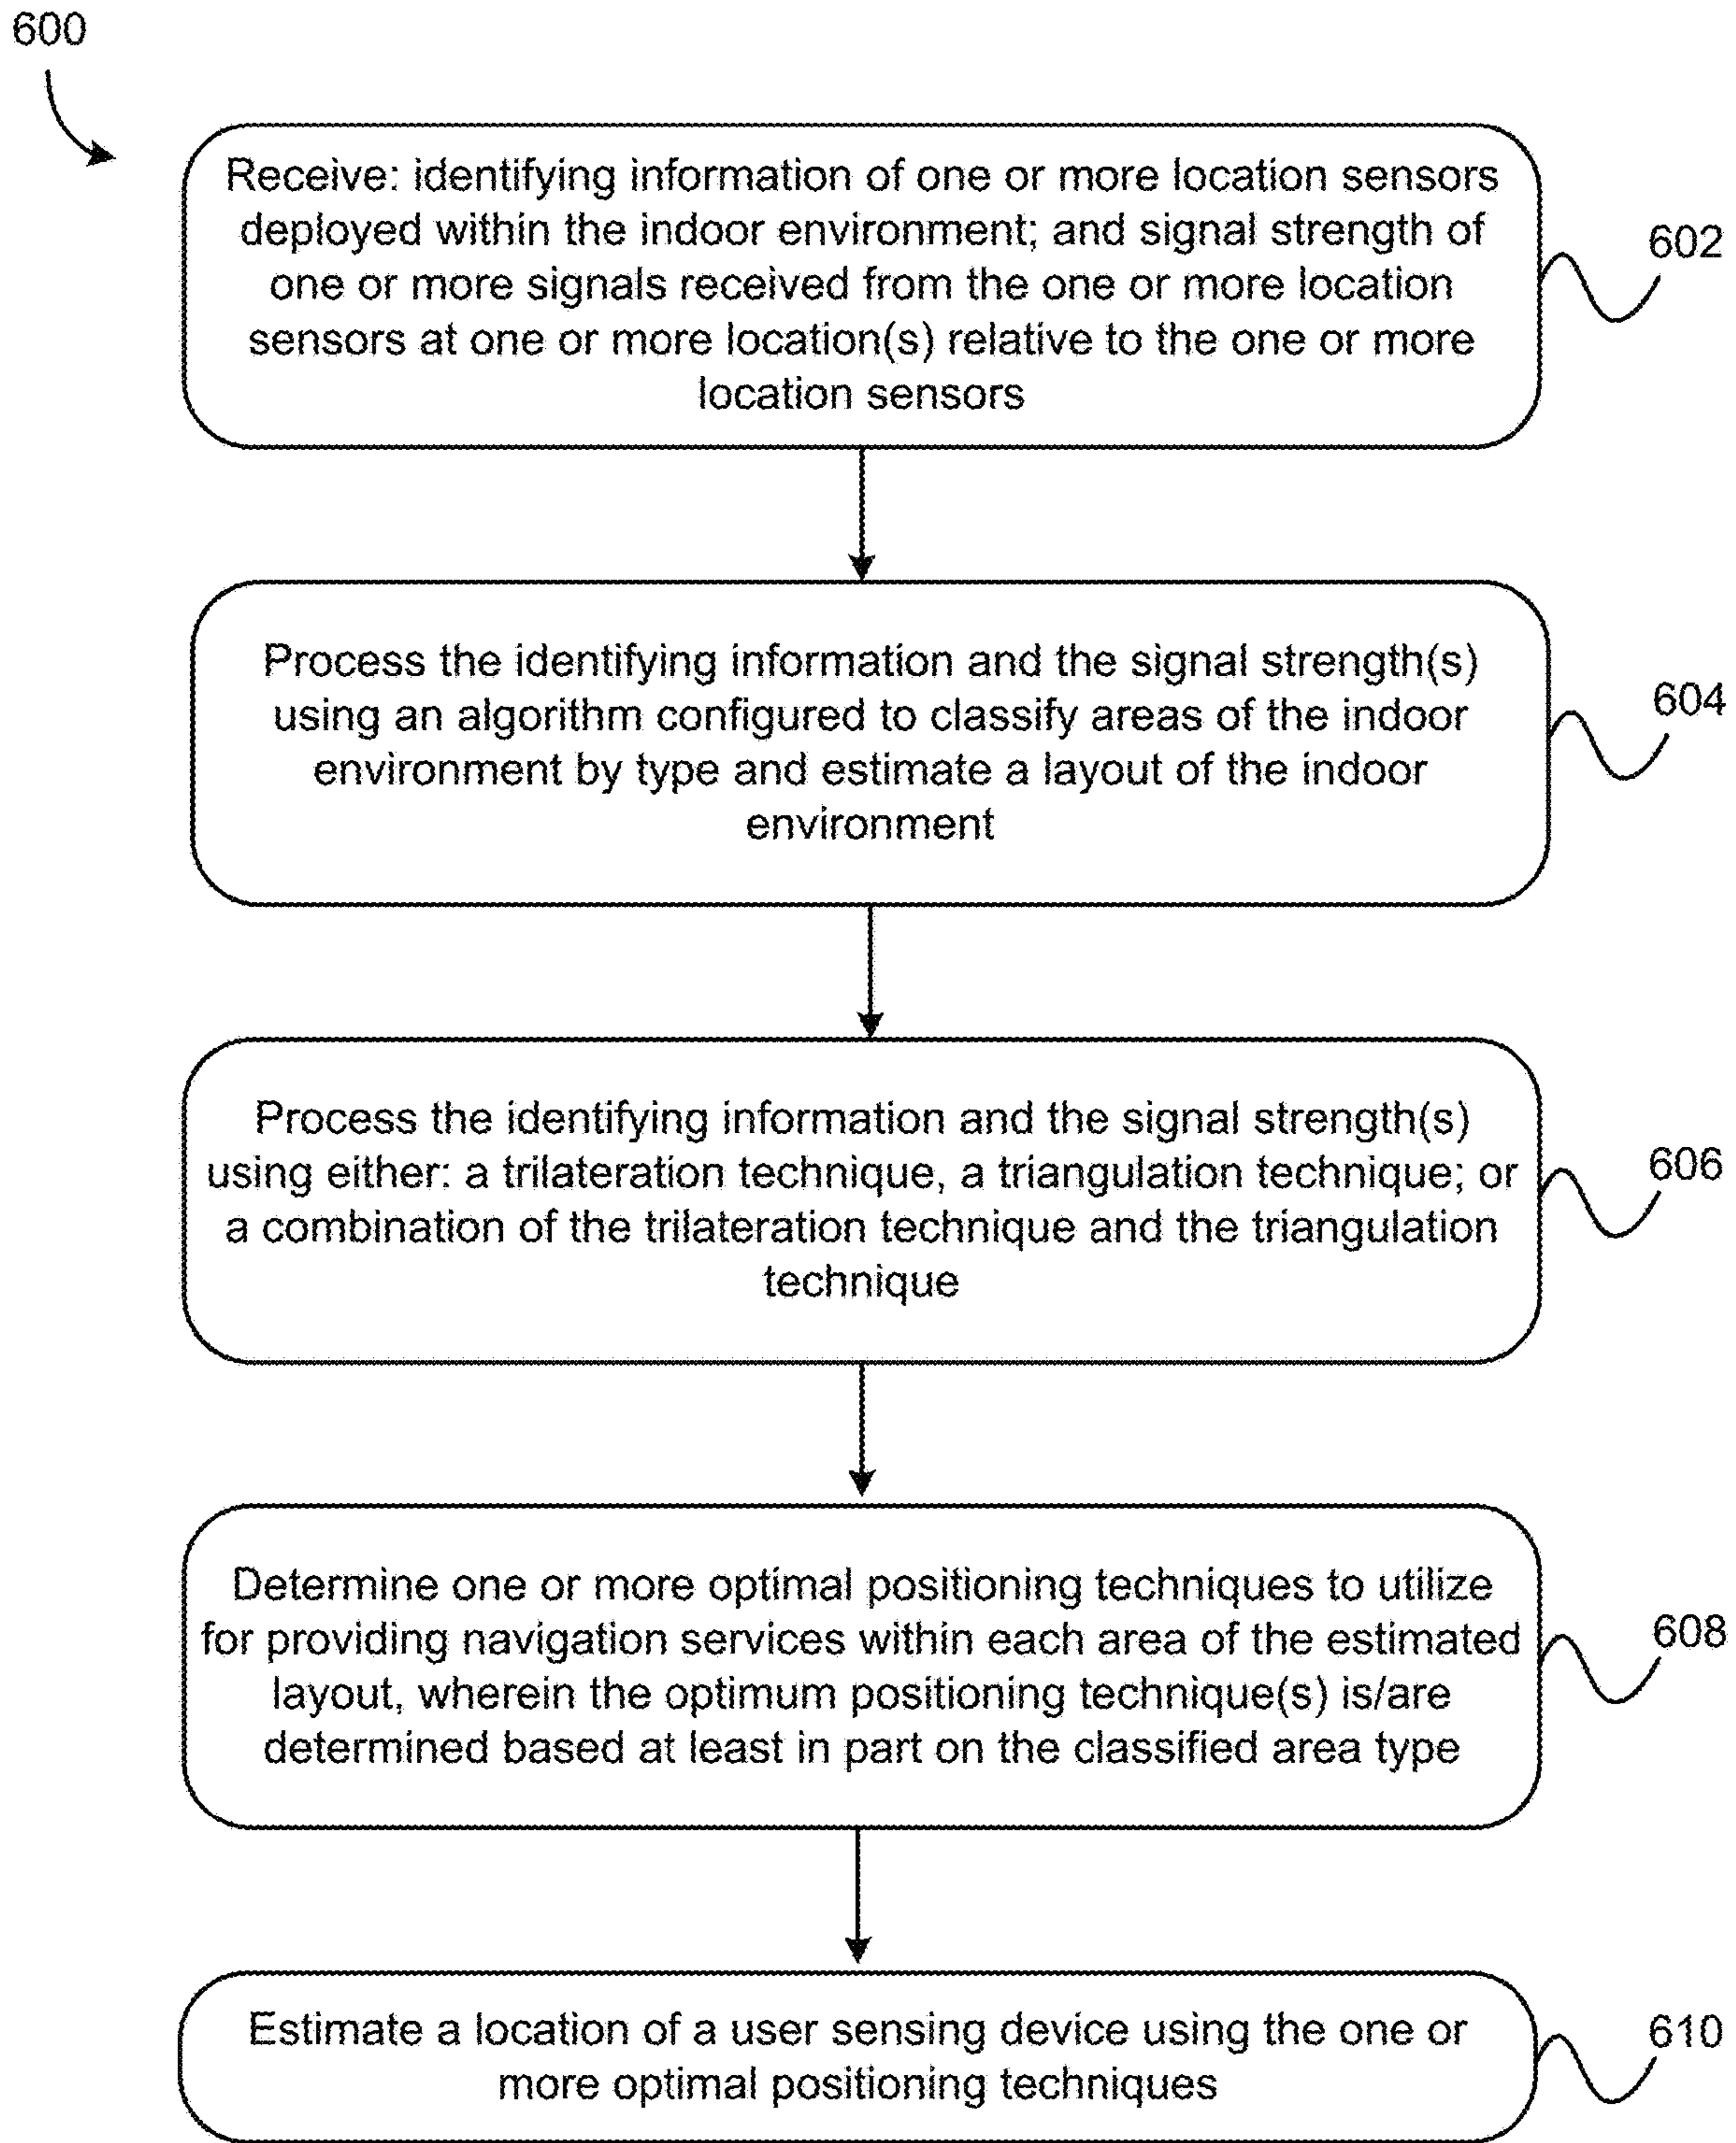 600
Receive: identifying information of one or more location sensors
deployed within the indoor environment; and signal strength of
one or more signals received from the one or more location
sensors at one or more location(s) relative to the one or more
location sensors
602
Process the identifying information and the signal strength(s)
using an algorithm configured to classify areas of the indoor
environment by type and estimate a layout of the indoor
environment
604
Process the identifying information and the signal strength(s)
using either: a trilateration technique, a triangulation technique; or
a combination of the trilateration technique and the triangulation
technique
606
Determine one or more optimal positioning techniques to utilize
for providing navigation services within each area of the estimated
layout, wherein the optimum positioning technique(s) is/are
determined based at least in part on the classified area type
608
Estimate a location of a user sensing device using the one or
more optimal positioning techniques
610